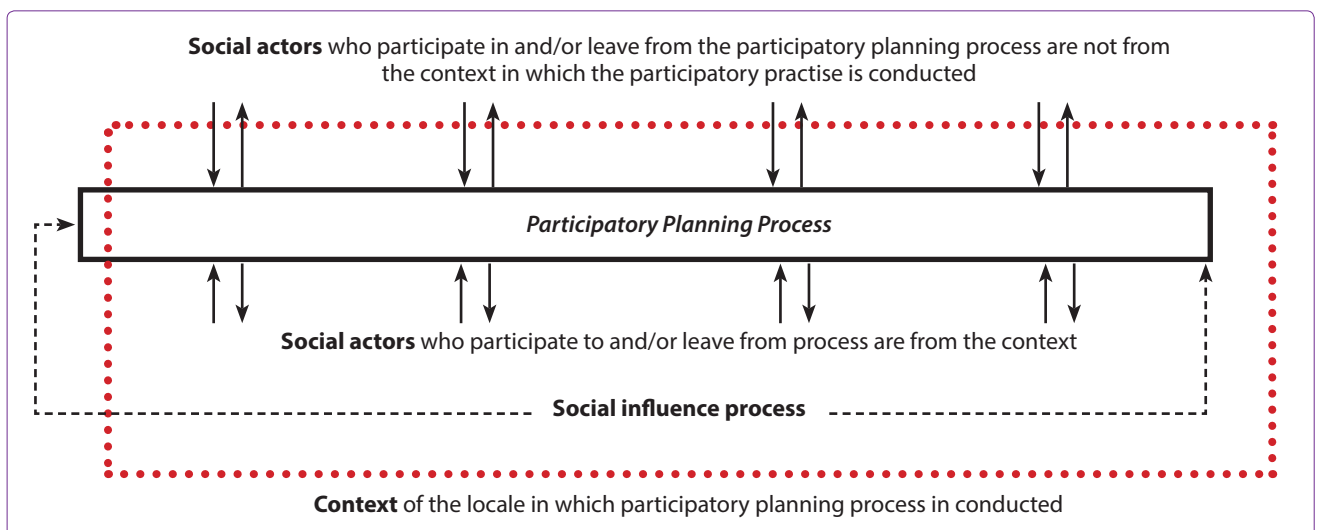 Social actors who participate in and/or leave from the participatory planning process are not from
the context in which the participatory practise is conducted
Participatory Planning Process
Social actors who participate to and/or leave from process are from the context
Social influence process
Context of the locale in which participatory planning process in conducted